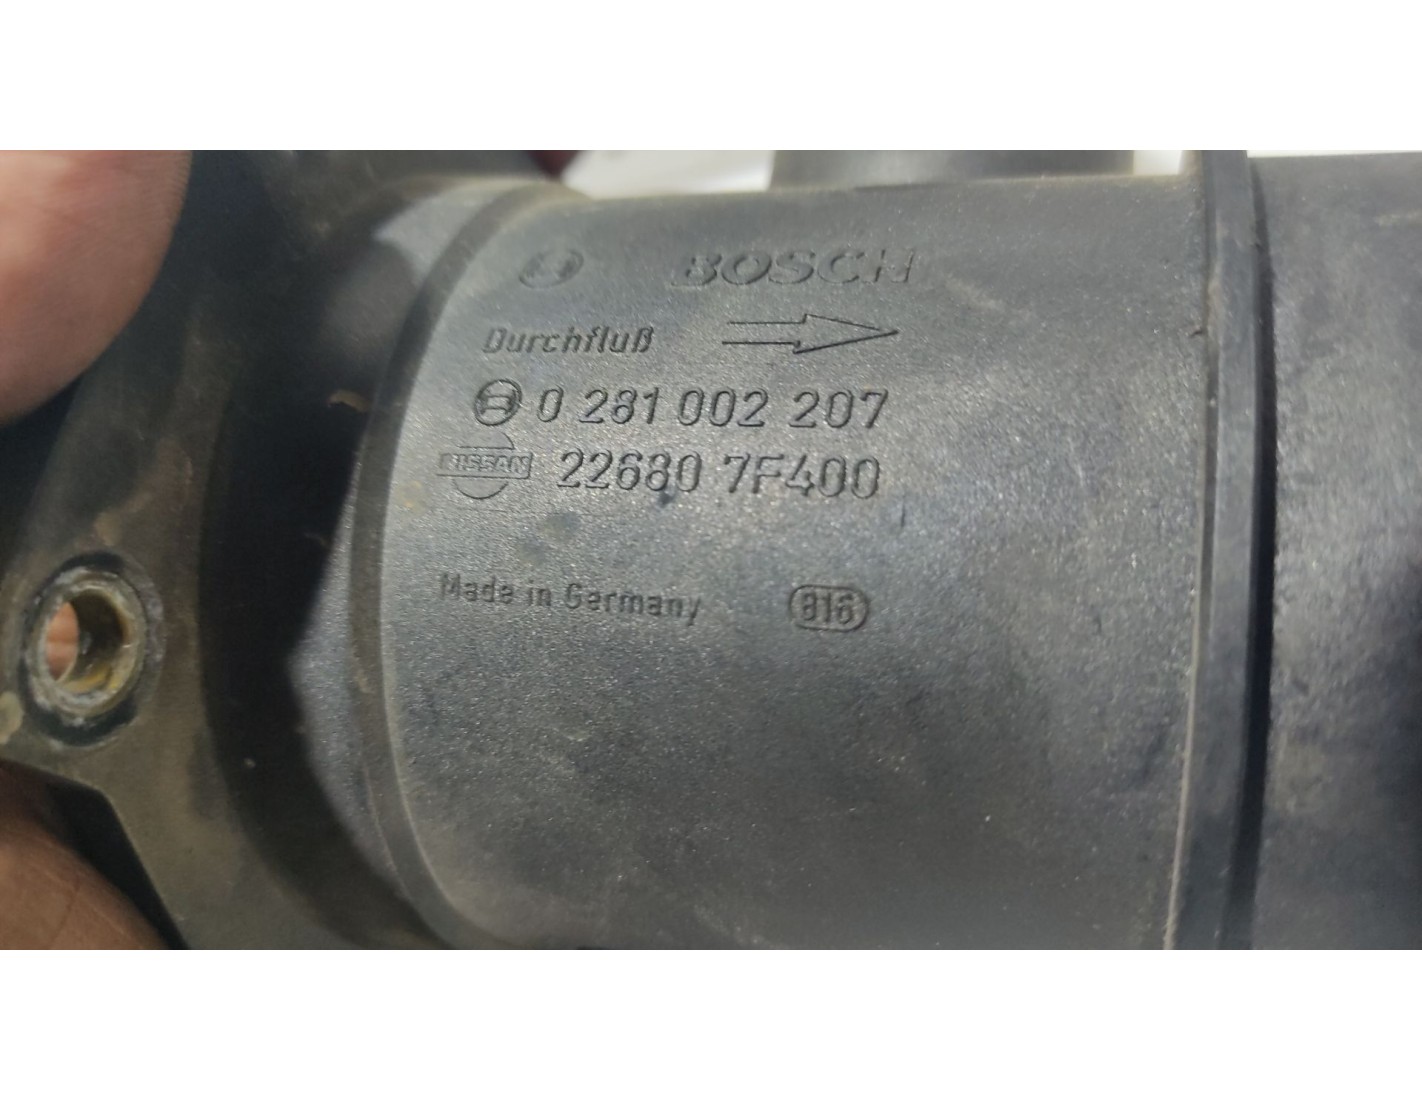 BOSCH
Durchfluß
0 281 002 207
NISSAN 22680 7F400
Made in Germany 816